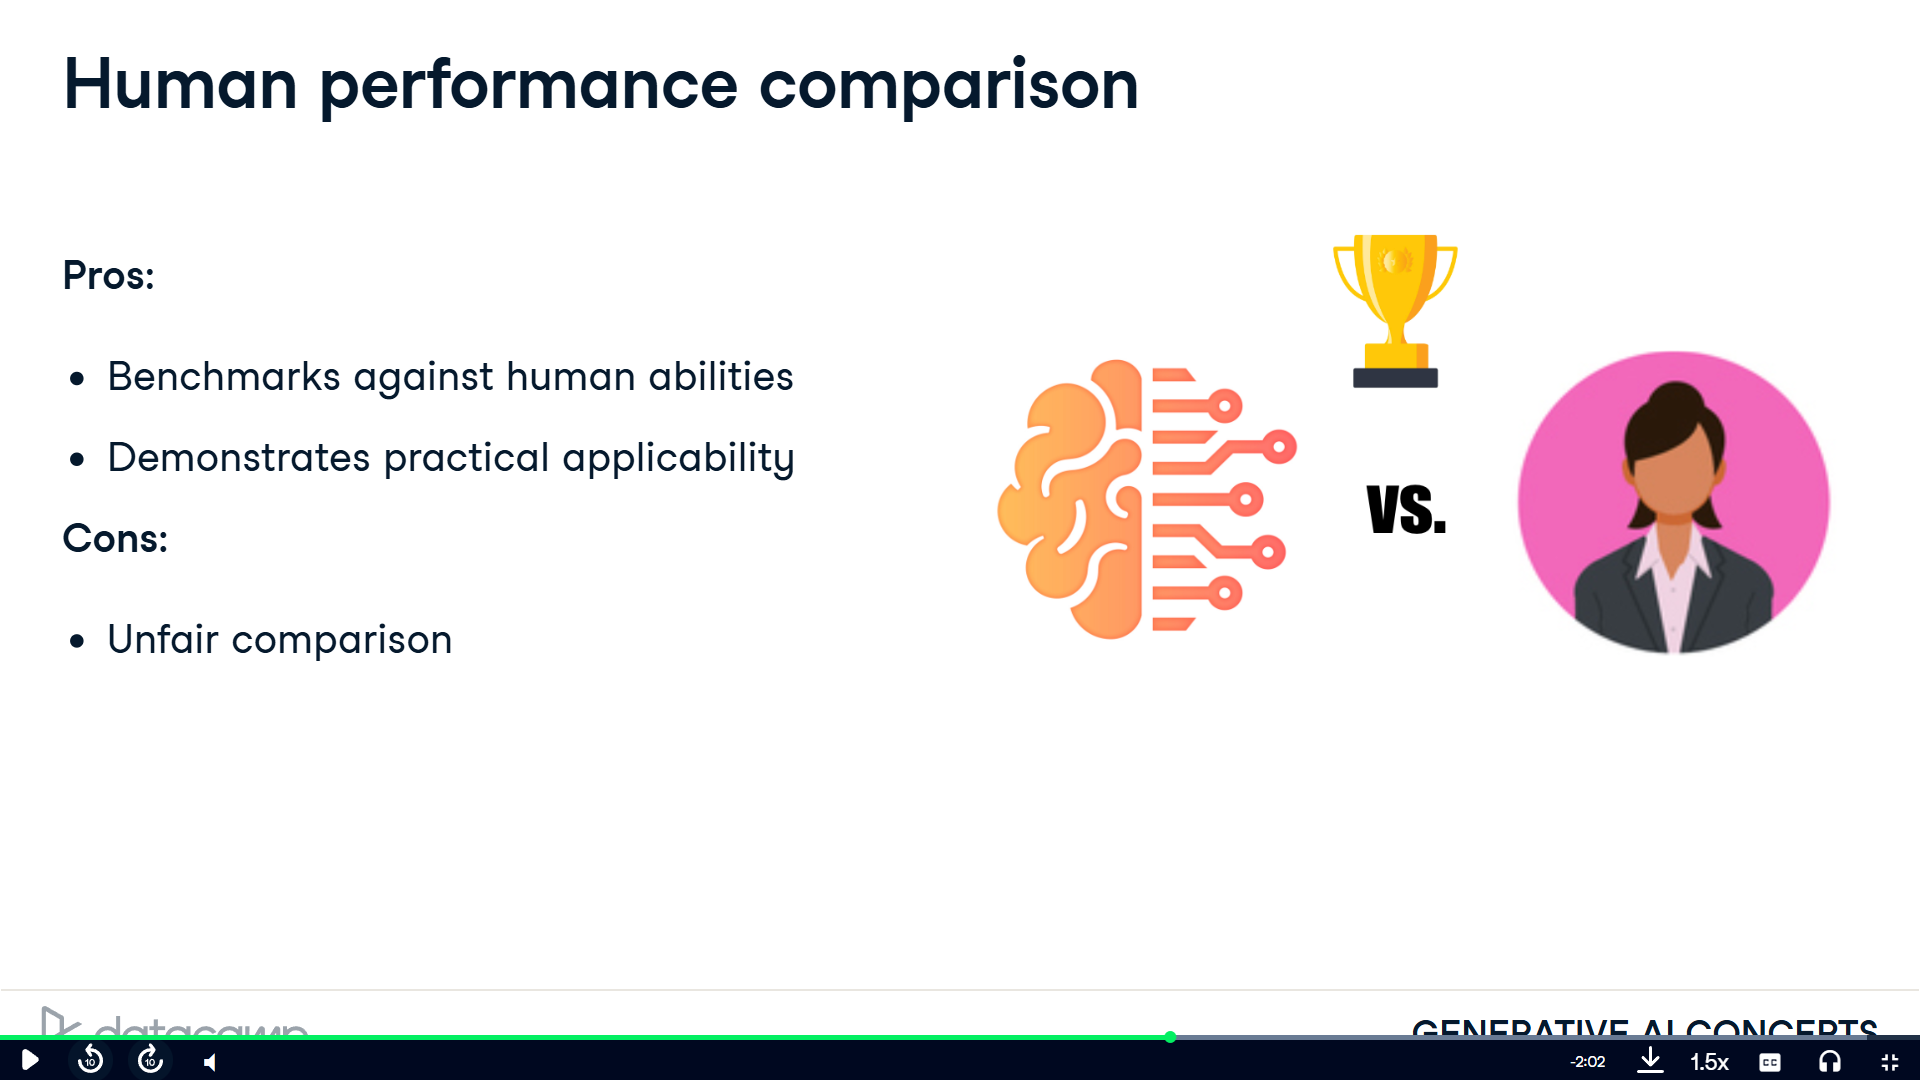 Human performance comparison
Pros:
• Benchmarks against human abilities
• Demonstrates practical applicability
Cons:
• Unfair comparison
VS.
datacamp
GENERATIVE AI CONCEPTS
10
10
-2:02
1.5x
CC